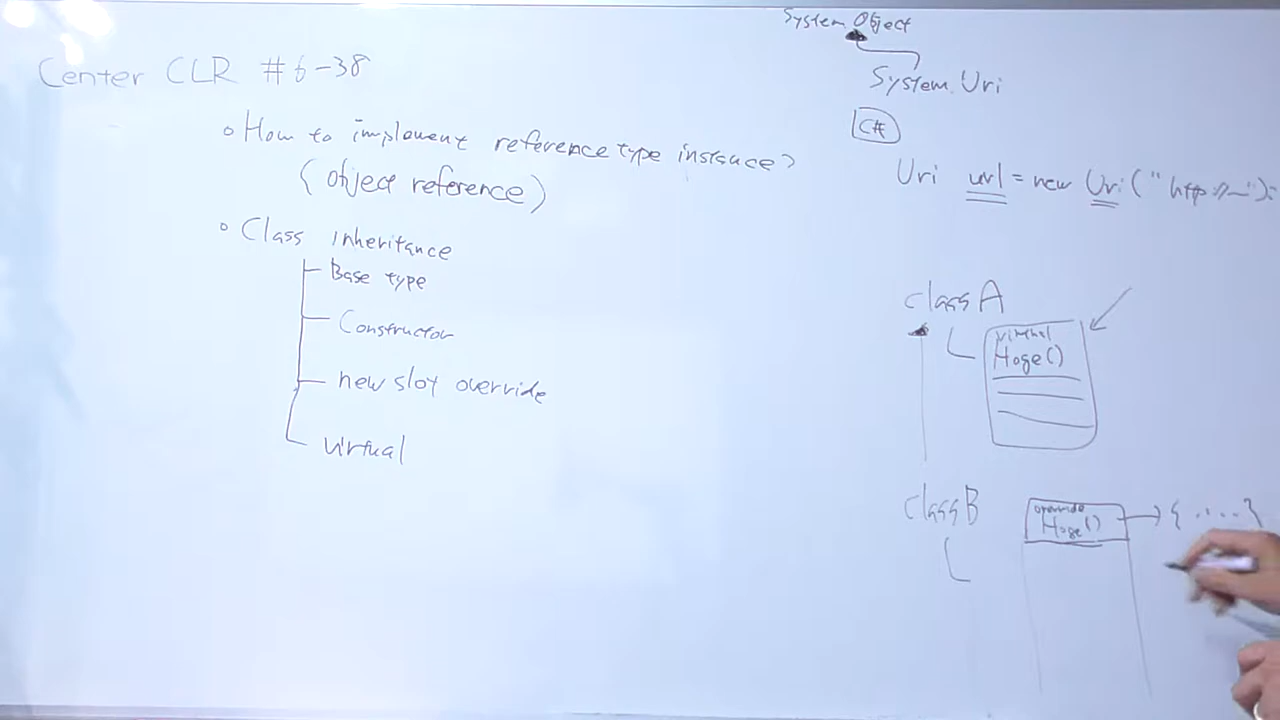 Center CLR #6-38
How to implement reference type instance?
(object reference)
Class inheritance
Base type
Constructor
new slot override
virtual
System.Object
System.Uri
C#
Uri url = new Uri("http://~");
class A
virtual
Hoge()
class B
override
Hoge()
{ ..... }